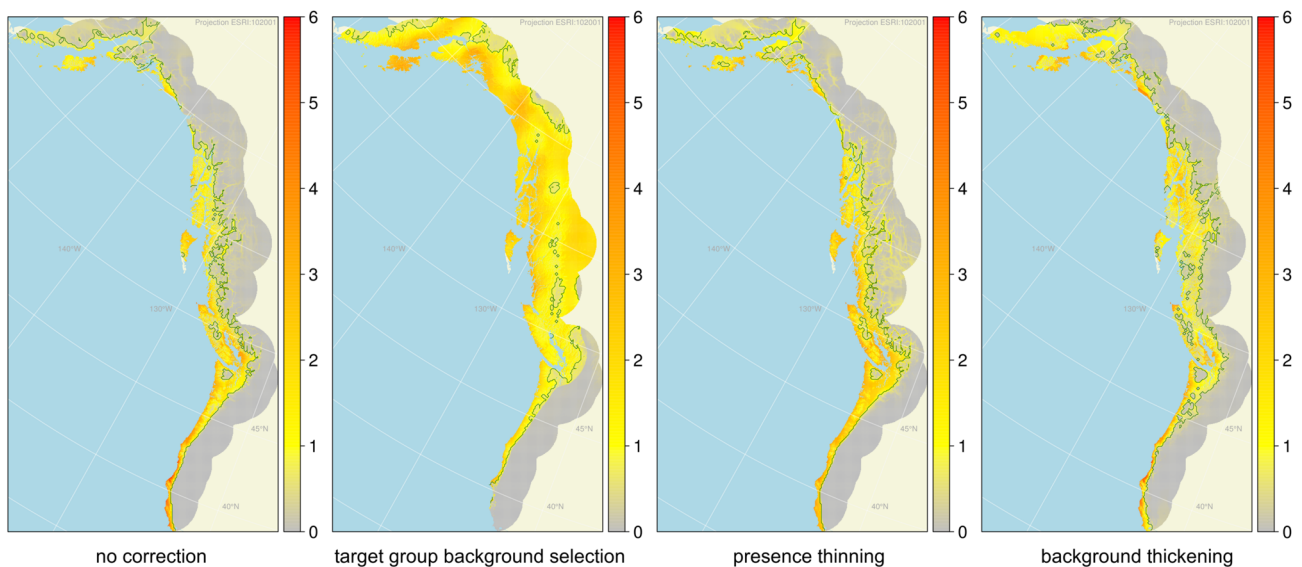 Projection ESRI:102001
140°W
130°W
45°N
40°N
6
5
4
3
2
1
0
no correction
Projection ESRI:102001
140°W
130°W
45°N
40°N
6
5
4
3
2
1
0
target group background selection
Projection ESRI:102001
140°W
130°W
45°N
40°N
6
5
4
3
2
1
0
presence thinning
Projection ESRI:102001
140°W
130°W
45°N
40°N
6
5
4
3
2
1
0
background thickening